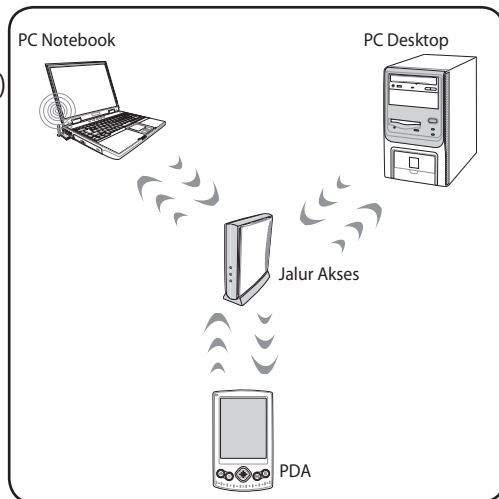 PC Notebook
PC Desktop
)
Jalur Akses
PDA